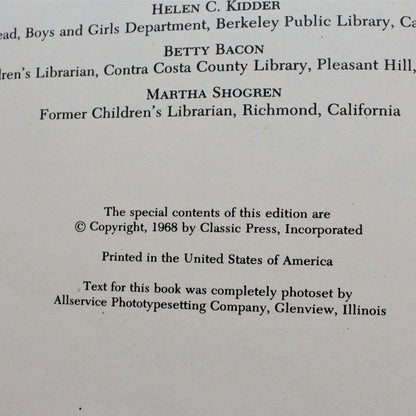 HELEN C. KIDDER
Boys and Girls Department, Berkeley Public Library,
BETTY BACON
Librarian, Contra Costa County Library, Pleasant Hill,
MARTHA SHOGREN
Former Children's Librarian, Richmond, California
The special contents of this edition are
© Copyright, 1968 by Classic Press, Incorporated
Printed in the United States of America
Text for this book was completely photoset by
Allservice Phototypesetting Company, Glenview, Illinois